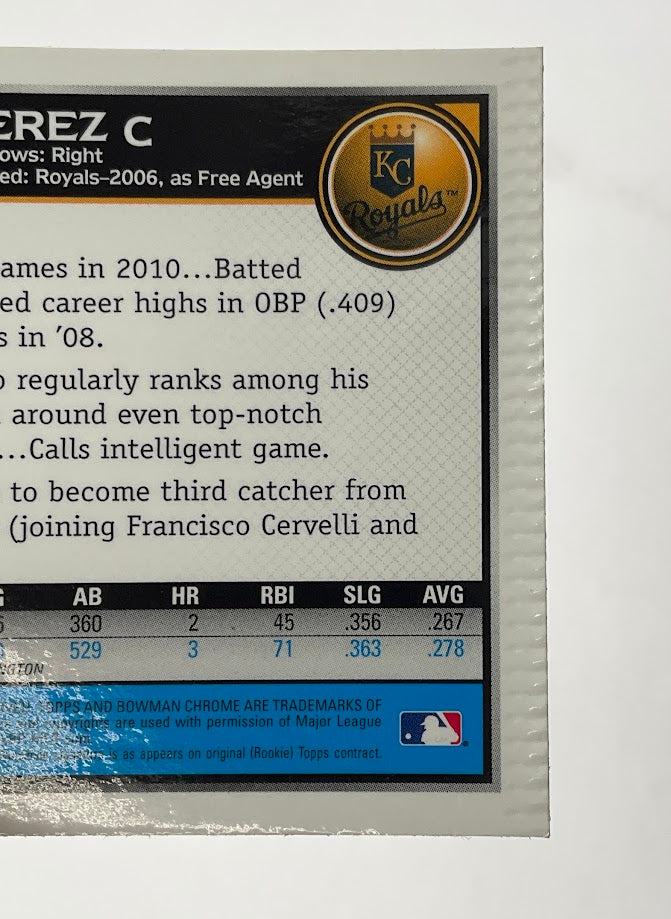 EREZ C
ows: Right
ed: Royals–2006, as Free Agent
KC
Royals™
ames in 2010...Batted
ed career highs in OBP (.409)
s in ’08.
regularly ranks among his
around even top-notch
...Calls intelligent game.
to become third catcher from
(joining Francisco Cervelli and
AB HR RBI SLG AVG
360 2 45 .356 .267
529 3 71 .363 .278
NGTON
TOPPS AND BOWMAN CHROME ARE TRADEMARKS OF
copyrights are used with permission of Major League
is as appears on original (Rookie) Topps contract.